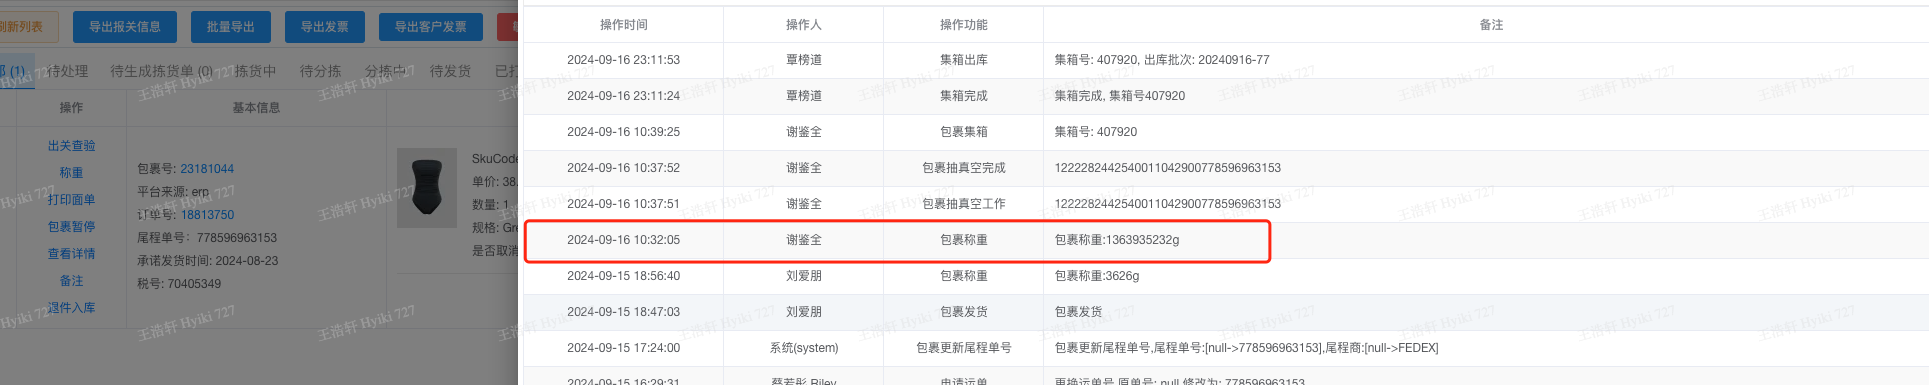 刷新列表
导出报关信息
批量导出
导出发票
导出客户发票
(1)
待处理
待生成拣货单 (0)
拣货中
待分拣
分拣中
待发货
已打
操作
基本信息
出关查验
称重
打印面单
包裹暂停
查看详情
备注
退件入库
包裹号: 23181044
平台来源: erp
订单号: 18813750
尾程单号: 778596963153
承诺发货时间: 2024-08-23
税号: 70405349
SkuCode
单价: 38.
数量: 1
规格: Gre
是否取消
操作时间 操作人 操作功能 备注
2024-09-16 23:11:53 覃榜道 集箱出库 集箱号: 407920, 出库批次: 20240916-77
2024-09-16 23:11:24 覃榜道 集箱完成 集箱完成, 集箱号407920
2024-09-16 10:39:25 谢鉴全 包裹集箱 集箱号: 407920
2024-09-16 10:37:52 谢鉴全 包裹抽真空完成 1222282442540011042900778596963153
2024-09-16 10:37:51 谢鉴全 包裹抽真空工作 1222282442540011042900778596963153
2024-09-16 10:32:05 谢鉴全 包裹称重 包裹称重:1363935232g
2024-09-15 18:56:40 刘爱朋 包裹称重 包裹称重:3626g
2024-09-15 18:47:03 刘爱朋 包裹发货 包裹发货
2024-09-15 17:24:00 系统(system) 包裹更新尾程单号 包裹更新尾程单号,尾程单号:[null->778596963153],尾程商:[null->FEDEX]
2024-09-15 16:29:31 蔡若彤 Riley 申请运单 更换运单号,原单号: null,修改为: 778596963153
王浩轩 Hyiki 727